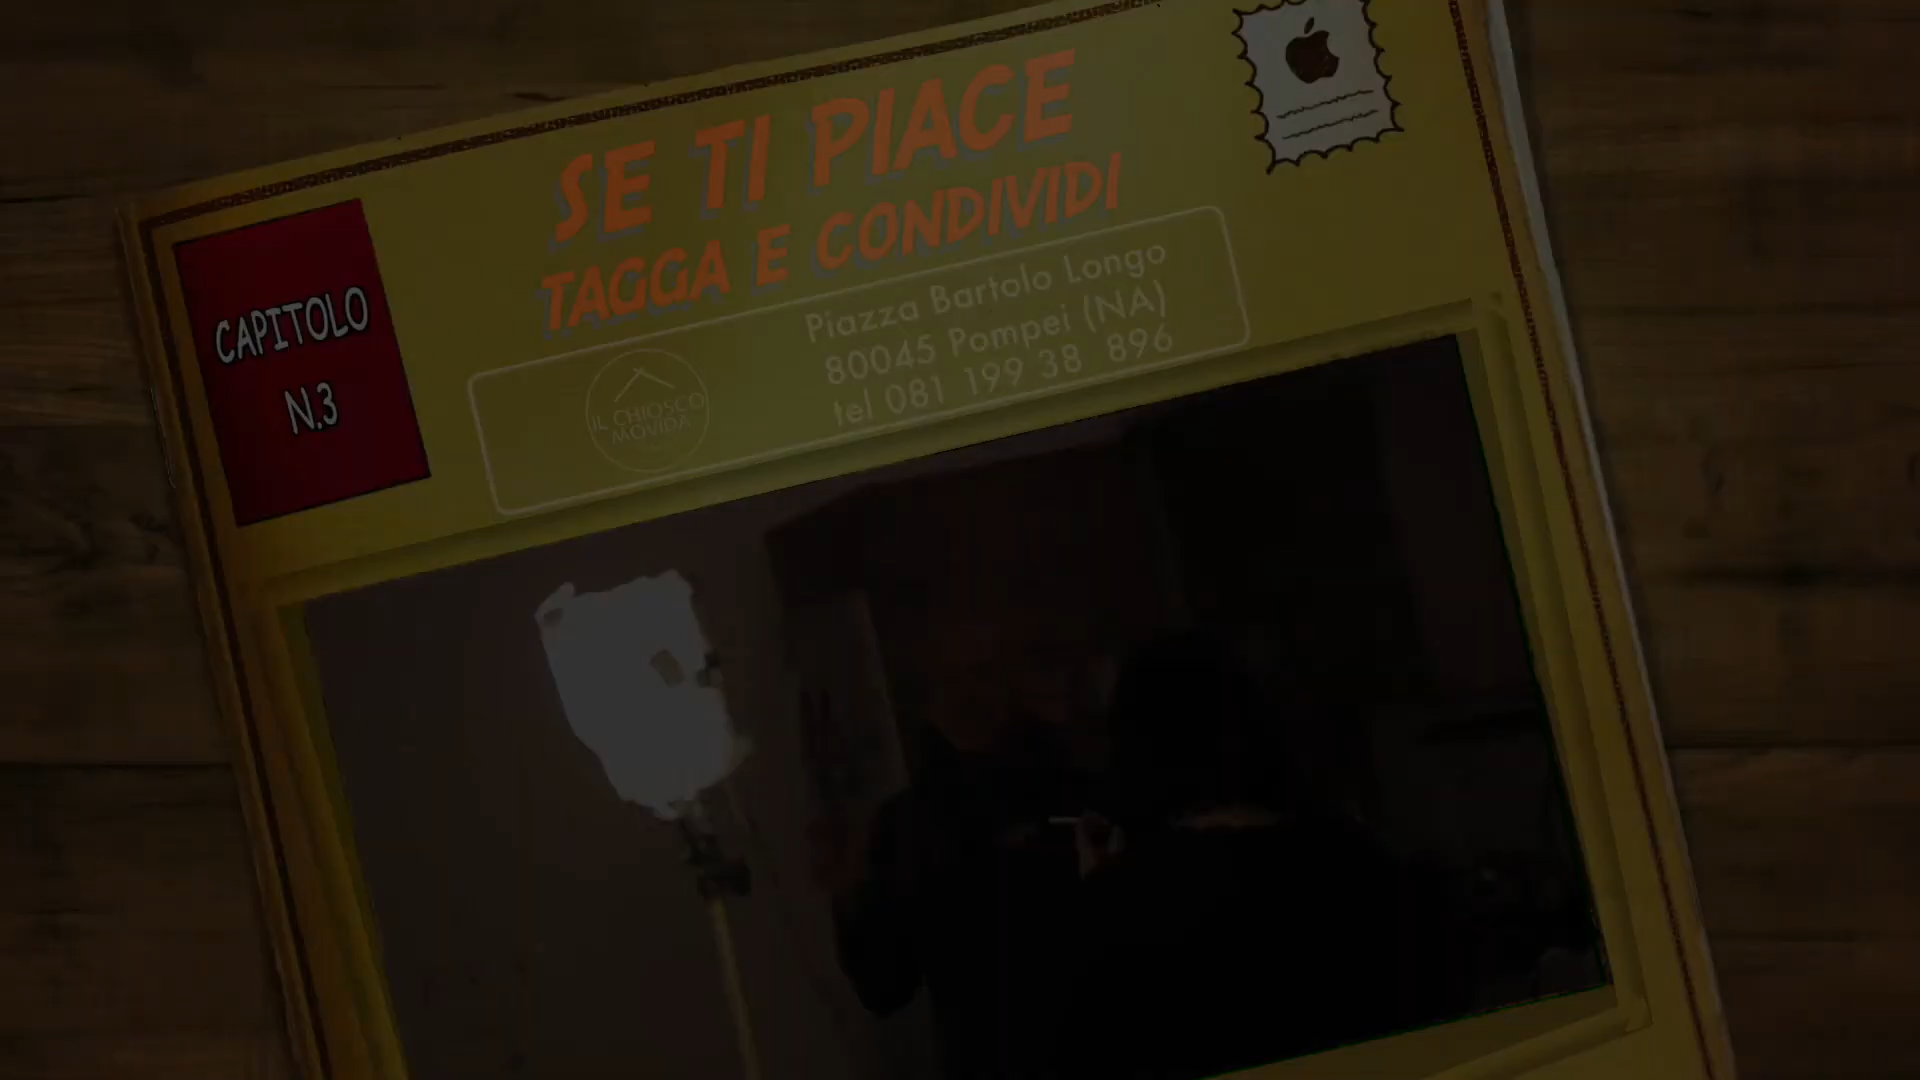 SE TI PIACE
TAGGA E CONDIVIDI
CAPITOLO
N.3
Piazza Bartolo Longo
80045 Pompei (NA)
tel 081 199 38 896
IL CHIOSCO
MOVIDA